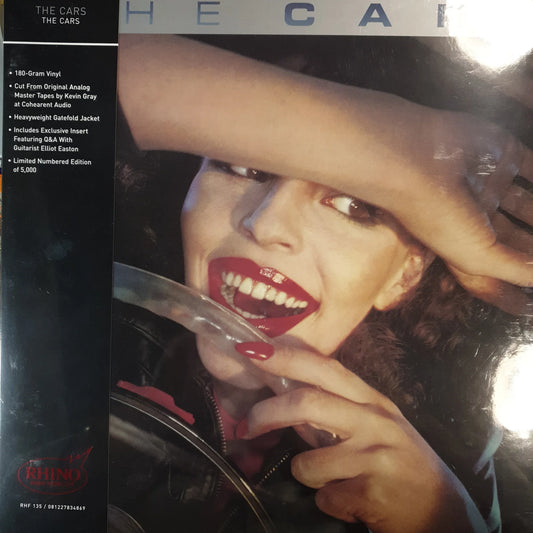 THE CARS
THE CARS
HE CA
• 180-Gram Vinyl
• Cut From Original Analog
Master Tapes by Kevin Gray
at Cohearent Audio
• Heavyweight Gatefold Jacket
• Includes Exclusive Insert
Featuring Q&A With
Guitarist Elliot Easton
• Limited Numbered Edition
of 5,000
RHINO
RHF 135 / 081227834869